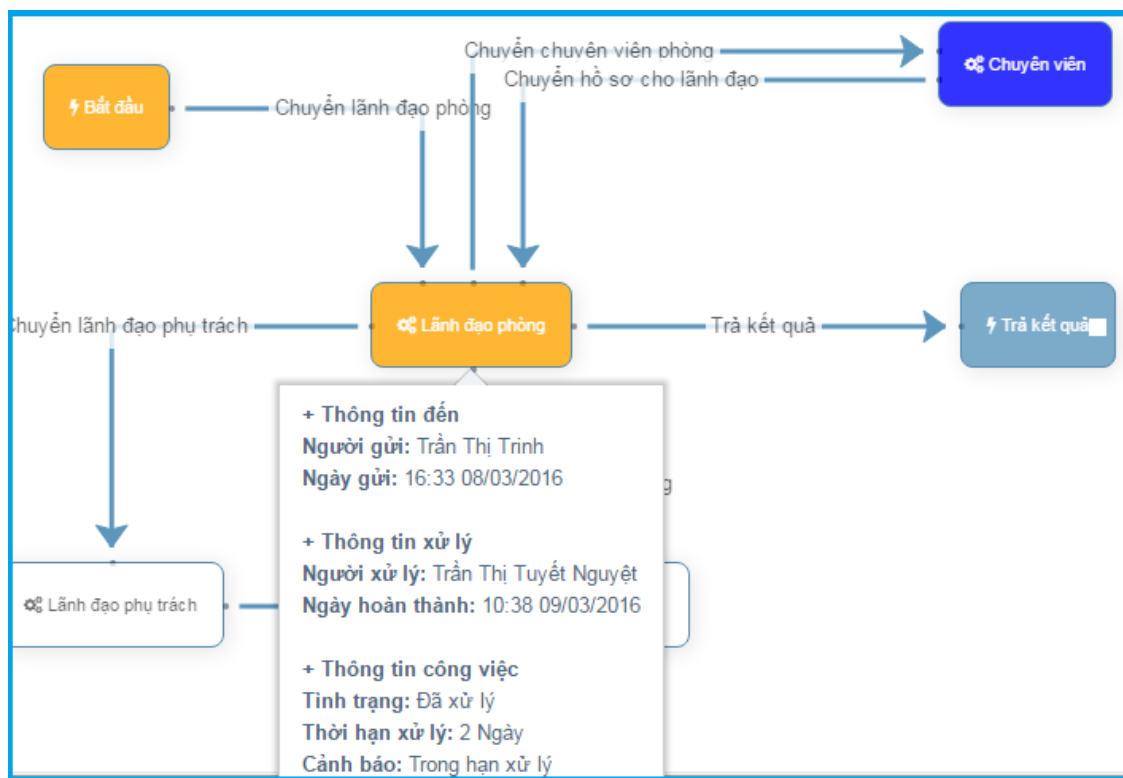 Chuyển chuyên viên phòng
Chuyên viên
Chuyển hồ sơ cho lãnh đạo
Bắt đầu
Chuyển lãnh đạo phòng
Chuyển lãnh đạo phụ trách
Lãnh đạo phòng
Trả kết quả
Trả kết quả
+ Thông tin đến
Người gửi: Trần Thị Trinh
Ngày gửi: 16:33 08/03/2016
g
+ Thông tin xử lý
Người xử lý: Trần Thị Tuyết Nguyệt
Ngày hoàn thành: 10:38 09/03/2016
Lãnh đạo phụ trách
+ Thông tin công việc
Tình trạng: Đã xử lý
Thời hạn xử lý: 2 Ngày
Cảnh báo: Trong hạn xử lý